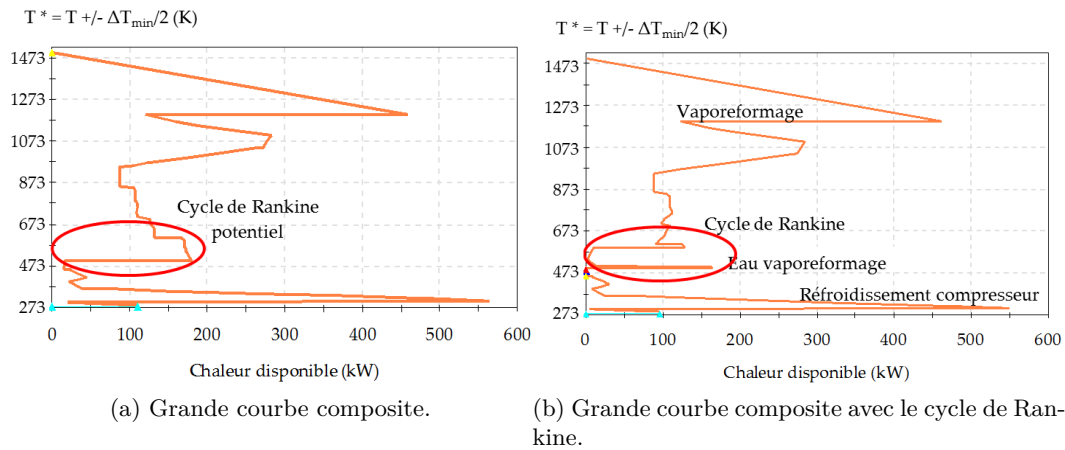 T * = T +/- ΔTmin/2 (K)
1473
1273
1073
873
673
473
273
Cycle de Rankine
potentiel
0
100
200
300
400
500
600
Chaleur disponible (kW)
(a) Grande courbe composite.
T * = T +/- ΔTmin/2 (K)
1473
1273
1073
873
673
473
273
Vaporeformage
Cycle de Rankine
Eau vaporeformage
Réfroidissement compresseur
0
100
200
300
400
500
600
Chaleur disponible (kW)
(b) Grande courbe composite avec le cycle de Ran-
kine.